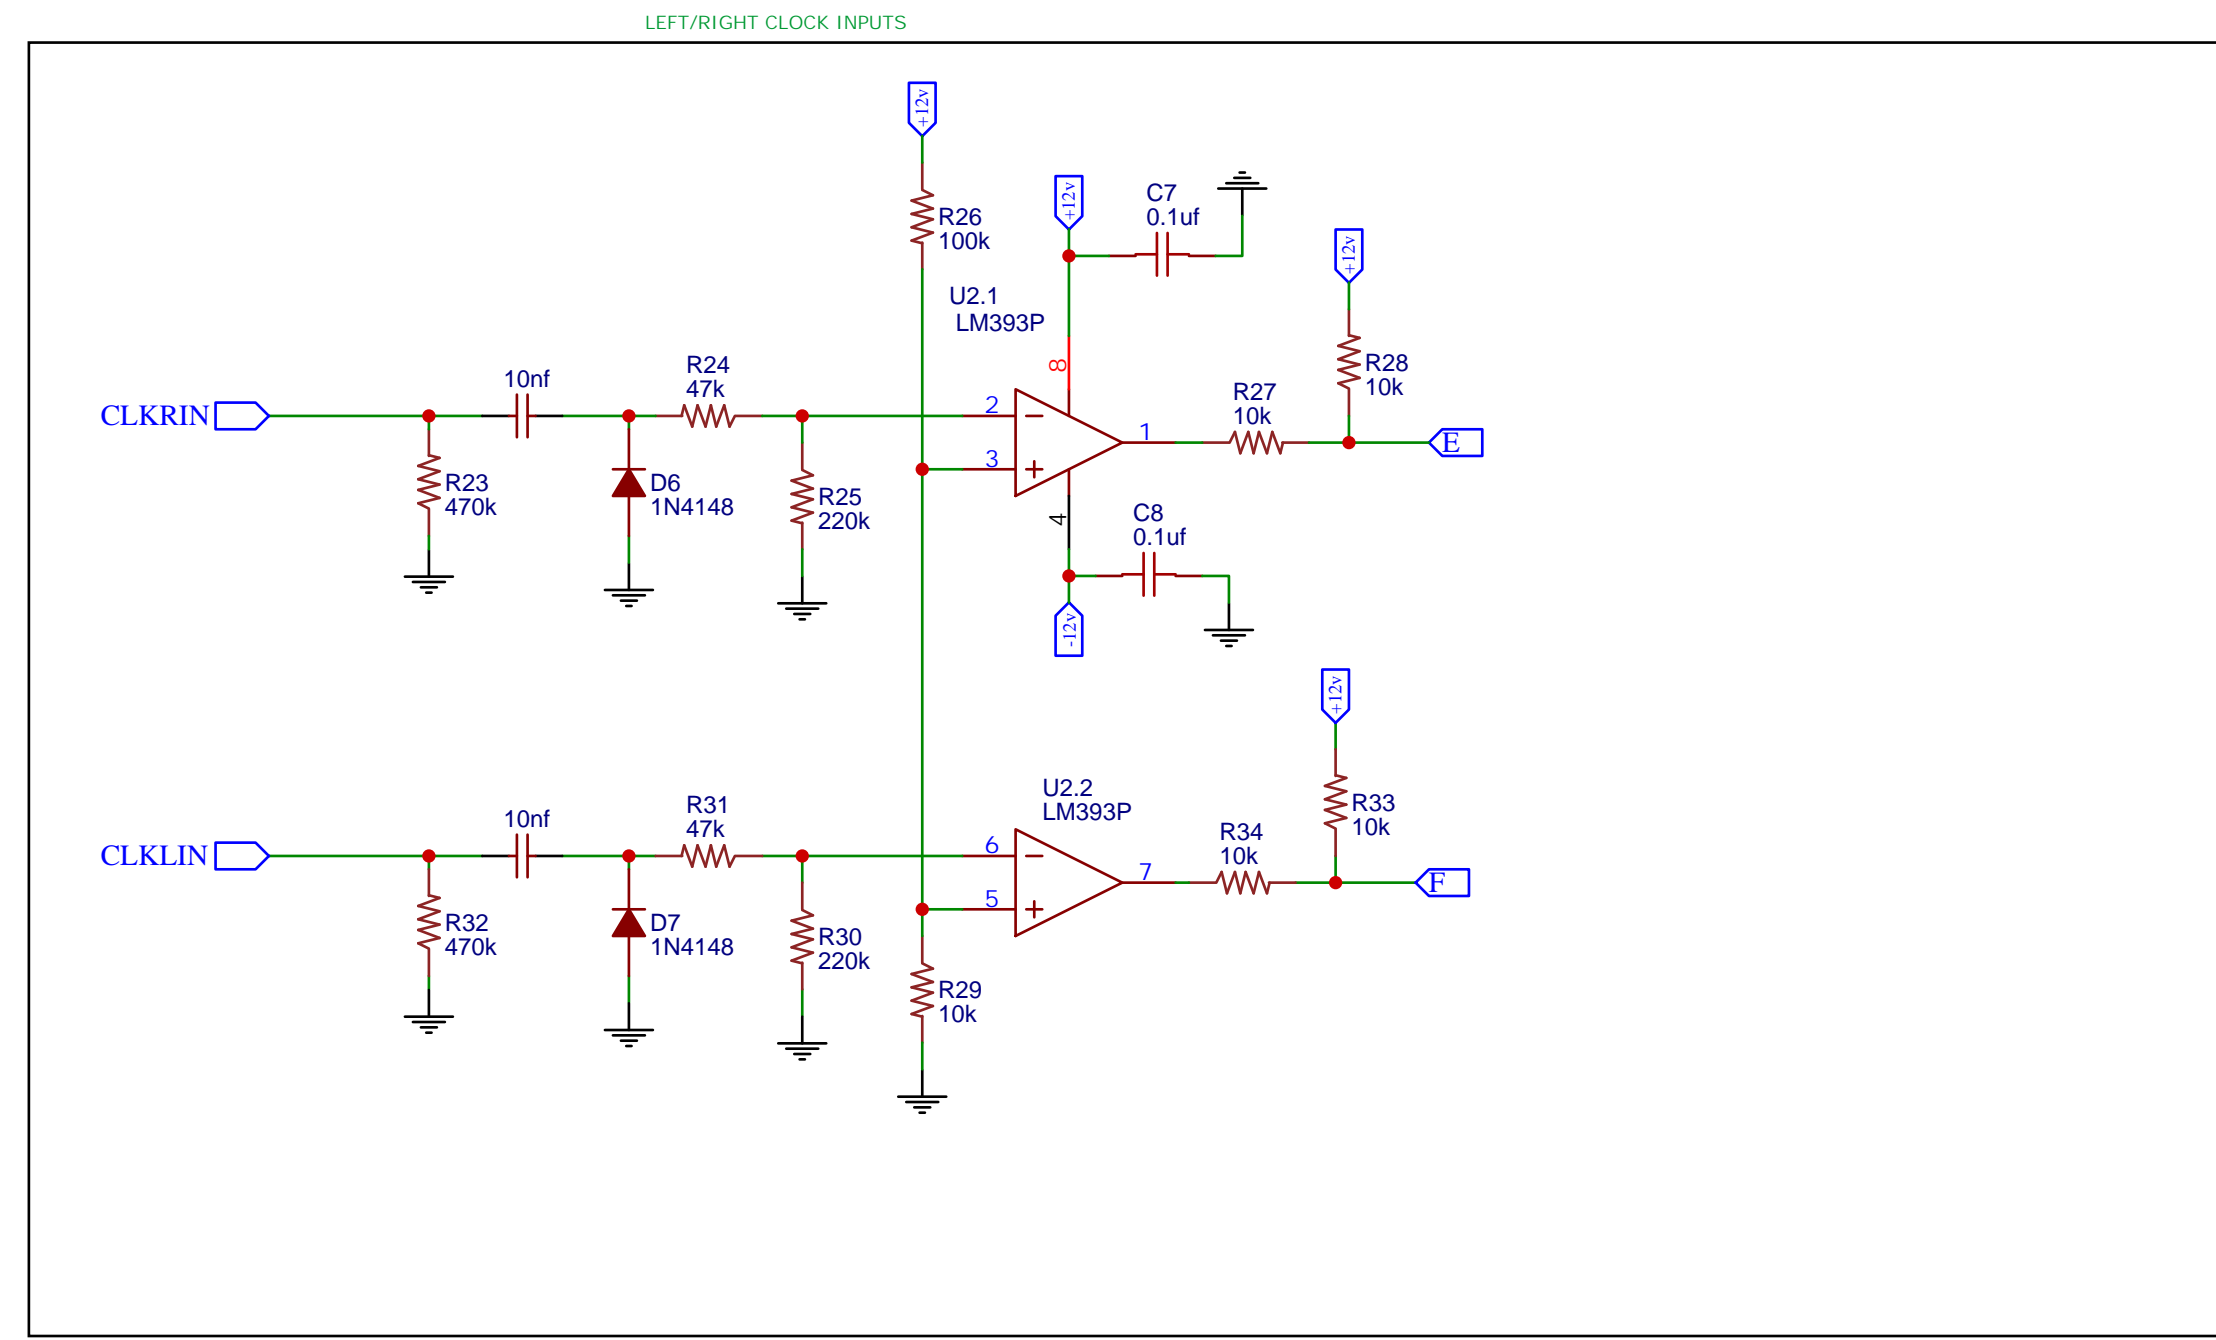 LEFT/RIGHT CLOCK INPUTS
+12v
R26
100k
+12v
C7
0.1uf
+12v
U2.1
LM393P
8
R28
10k
CLKRIN
10nf
R24
47k
2
3
1
R27
10k
E
R23
470k
D6
1N4148
R25
220k
4
C8
0.1uf
-12v
+12v
U2.2
LM393P
R33
10k
CLKLIN
10nf
R31
47k
6
5
7
R34
10k
F
R32
470k
D7
1N4148
R30
220k
R29
10k